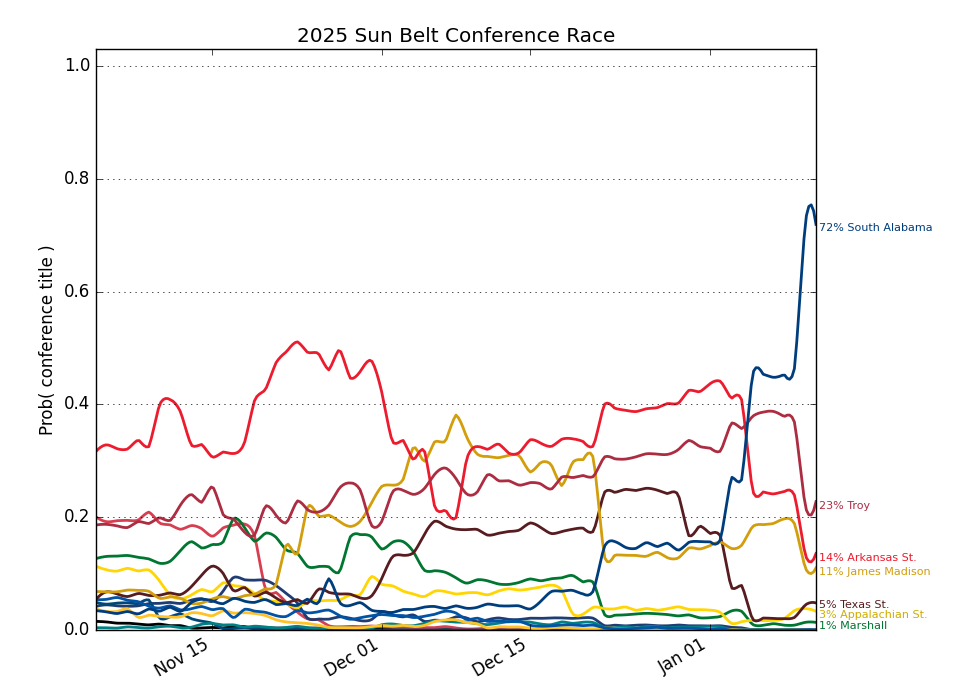 2025 Sun Belt Conference Race
Prob( conference title )
1.0
0.8
0.6
0.4
0.2
0.0
Nov 15
Dec 01
Dec 15
Jan 01
72% South Alabama
23% Troy
14% Arkansas St.
11% James Madison
5% Texas St.
3% Appalachian St.
1% Marshall